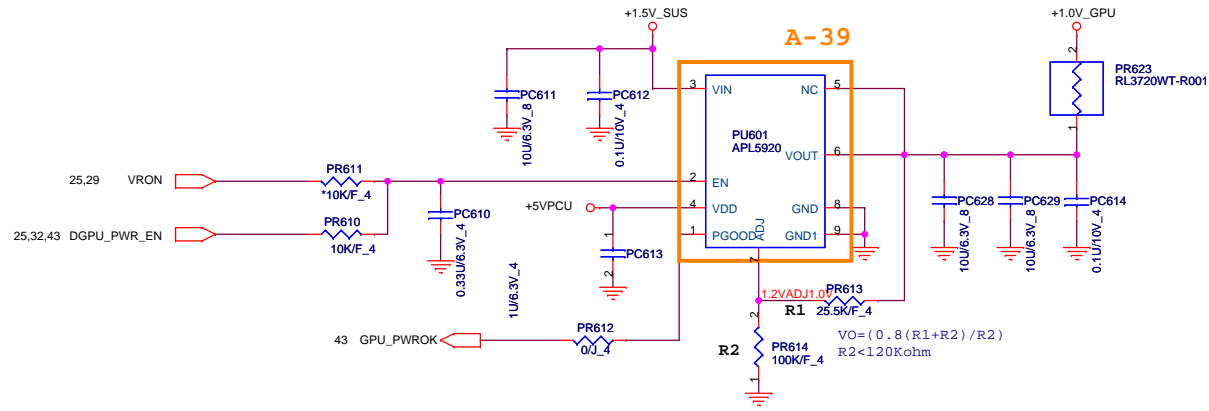 +1.5V_SUS
+1.0V_GPU
A-39
2
PR623
RL3720WT-R001
1
PC611
10U/6.3V_8
PC612
0.1U/10V_4
3
VIN
NC
5
PU601
APL5920
VOUT
6
25,29
VRON
PR611
*10K/F_4
2
EN
+5VPCU
4
VDD
GND
8
25,32,43
DGPU_PWR_EN
PR610
10K/F_4
1
PGOOD
ADJ
GND1
9
PC610
0.33U/6.3V_4
1
PC613
2
1U/6.3V_4
PC628
10U/6.3V_8
PC629
10U/6.3V_8
PC614
0.1U/10V_4
7
1.2VADJ1.0V
PR613
25.5K/F_4
R1
43
GPU_PWROK
PR612
0/J_4
2
R2
PR614
100K/F_4
1
VO=(0.8(R1+R2)/R2)
R2<120Kohm